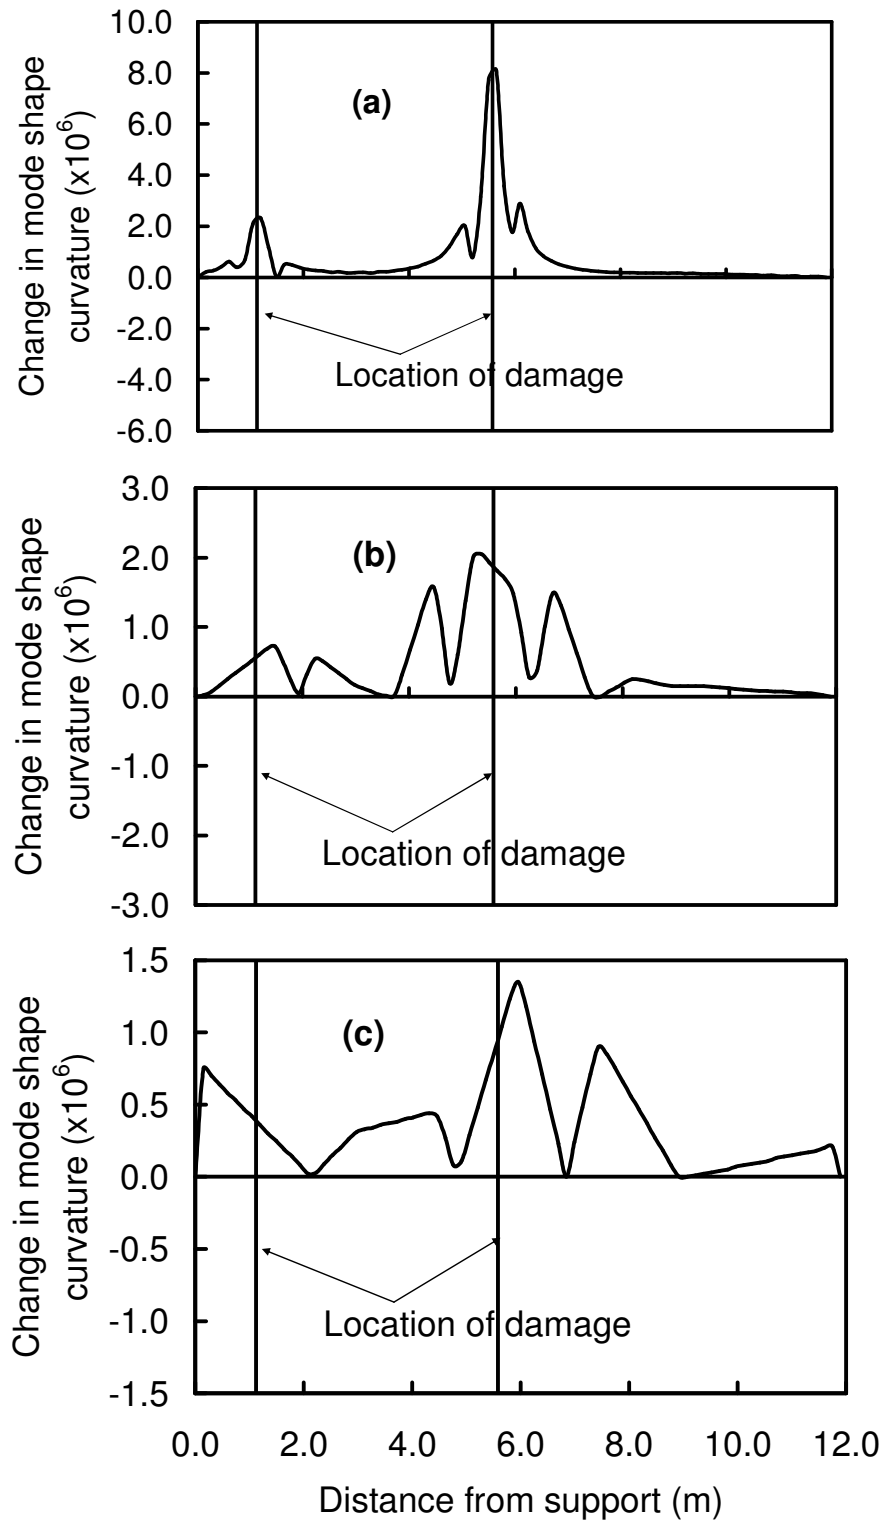 10.0
8.0
6.0
4.0
2.0
0.0
-2.0
-4.0
-6.0
Change in mode shape
curvature (x10⁶)
(a)
Location of damage
3.0
2.0
1.0
0.0
-1.0
-2.0
-3.0
Change in mode shape
curvature (x10⁶)
(b)
Location of damage
1.5
1.0
0.5
0.0
-0.5
-1.0
-1.5
Change in mode shape
curvature (x10⁶)
(c)
Location of damage
0.0 2.0 4.0 6.0 8.0 10.0 12.0
Distance from support (m)